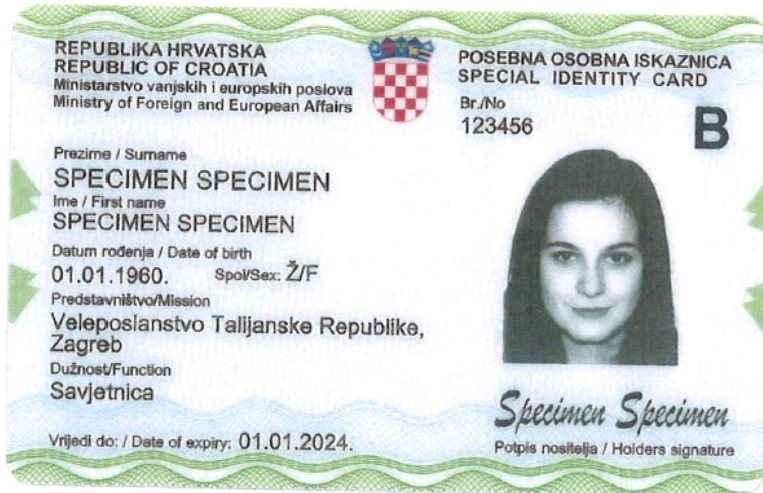 REPUBLIKA HRVATSKA
REPUBLIC OF CROATIA
Ministarstvo vanjskih i europskih poslova
Ministry of Foreign and European Affairs
POSEBNA OSOBNA ISKAZNICA
SPECIAL IDENTITY CARD
Br./No
123456
B
Prezime / Surname
SPECIMEN SPECIMEN
Ime / First name
SPECIMEN SPECIMEN
Datum rođenja / Date of birth
01.01.1960. Spol/Sex: Ž/F
Predstavništvo/Mission
Veleposlanstvo Talijanske Republike,
Zagreb
Dužnost/Function
Savjetnica
Vrijedi do: / Date of expiry: 01.01.2024.
Specimen Specimen
Potpis nositelja / Holders signature